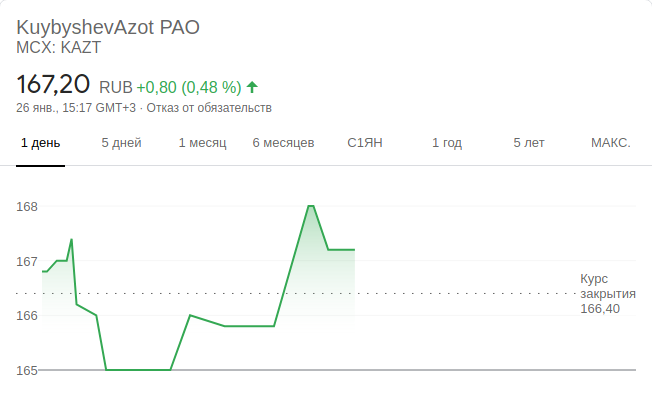 KuybyshevAzot PAO
MCX: KAZT
167,20 RUB +0,80 (0,48 %)
26 янв., 15:17 GMT+3 · Отказ от обязательств
1 день 5 дней 1 месяц 6 месяцев С1ЯН 1 год 5 лет МАКС.
168
167
Курс
закрытия
166,40
166
165